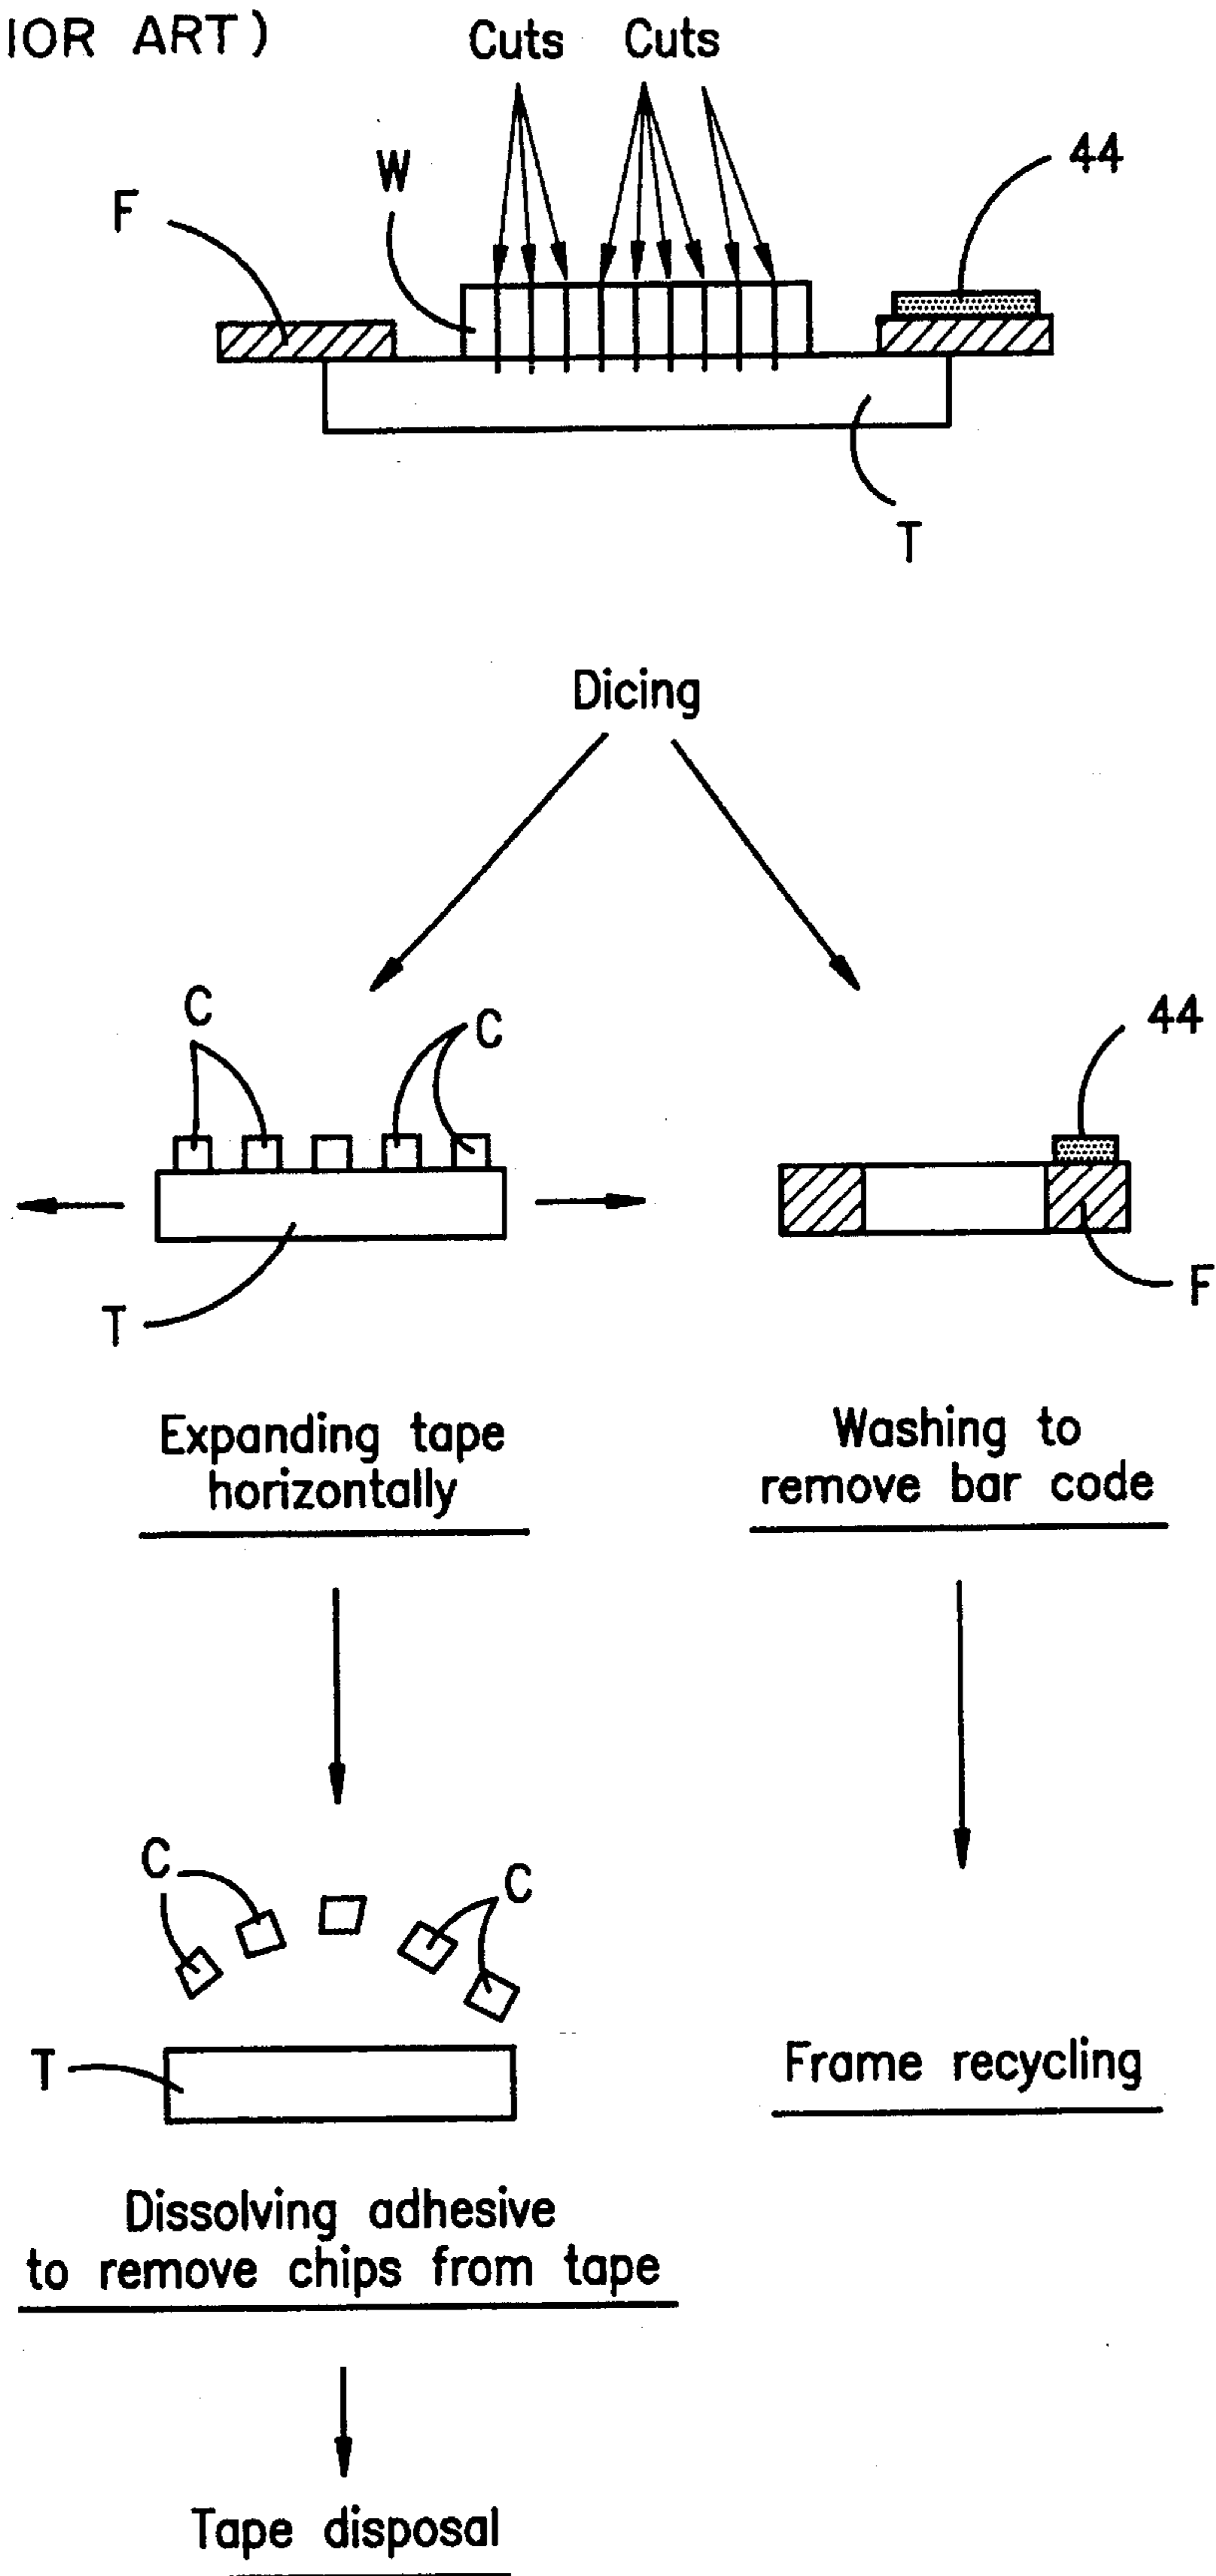 IOR ART)
Cuts Cuts
W
F
44
T
Dicing
C
C
44
T
F
Expanding tape
horizontally
Washing to
remove bar code
C
C
T
Frame recycling
Dissolving adhesive
to remove chips from tape
Tape disposal